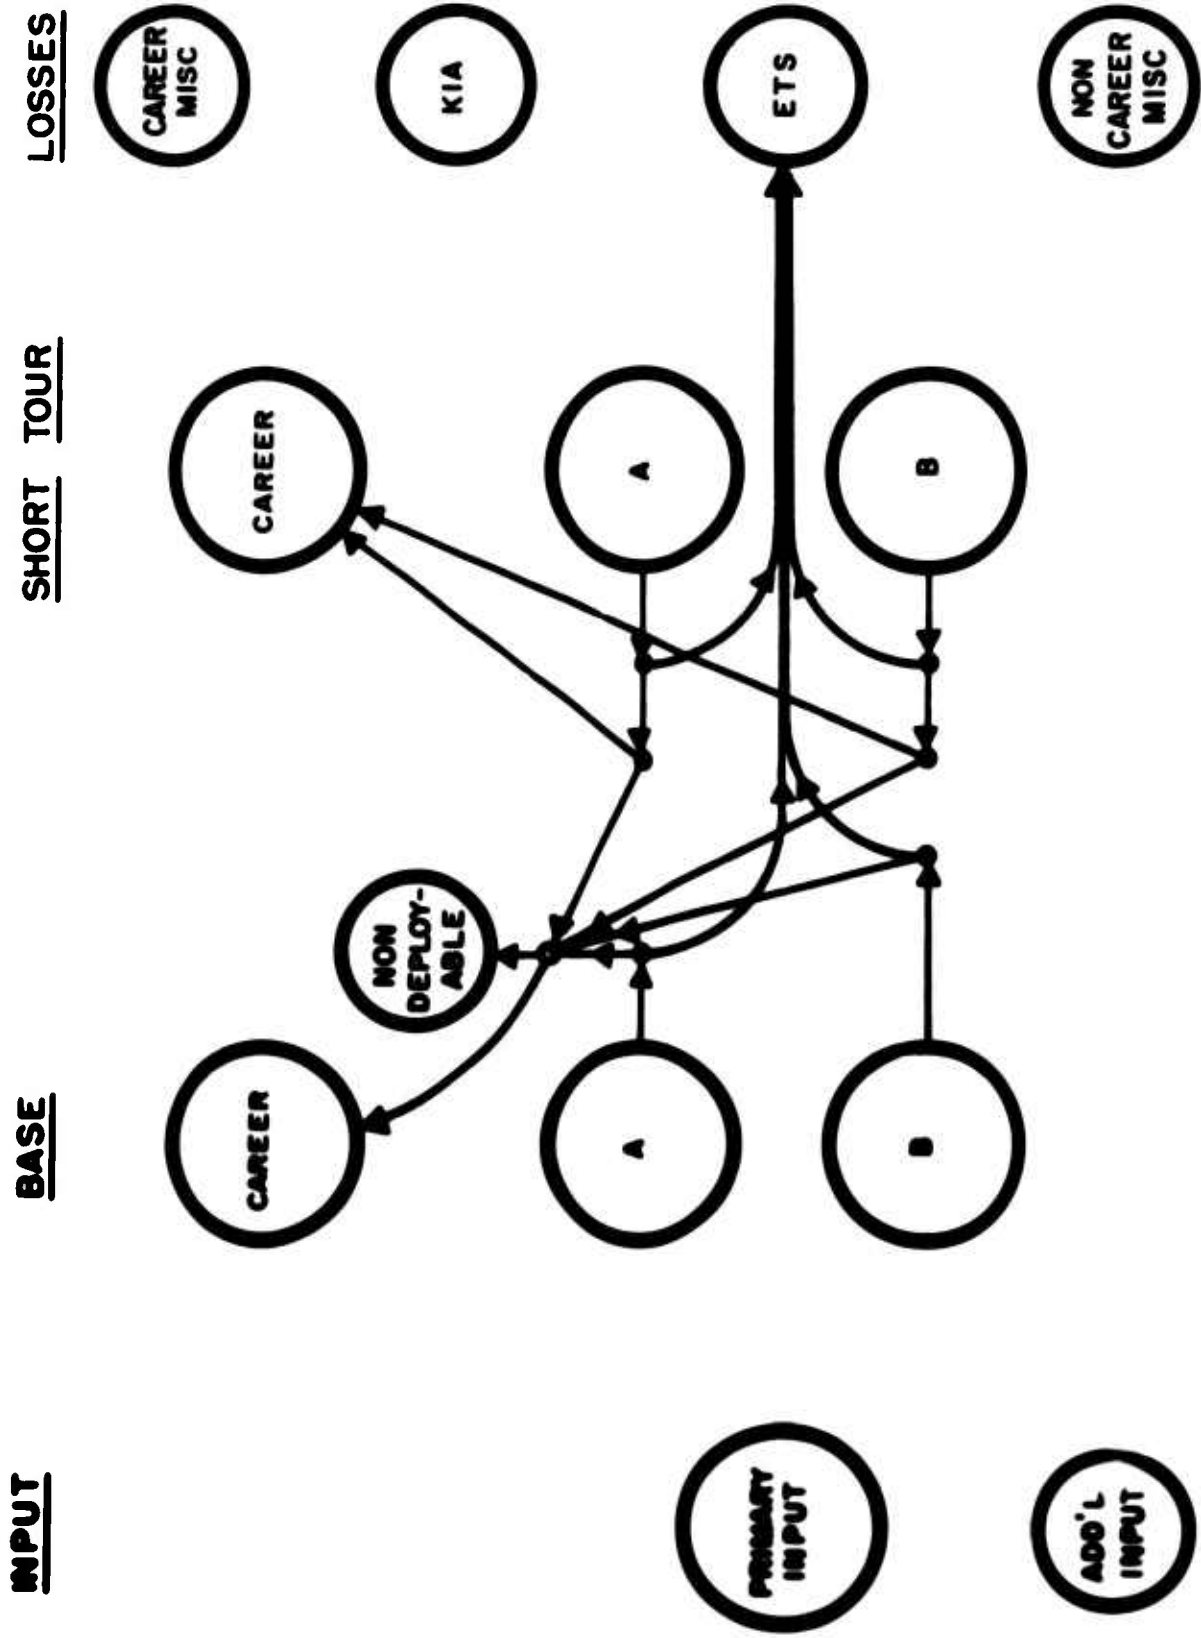 INPUT
BASE
SHORT TOUR
LOSSES
CAREER
CAREER
CAREER
MISC
NON
DEPLOY-
ABLE
KIA
A
A
PRIMARY
INPUT
ETS
B
B
ADD'L
INPUT
NON
CAREER
MISC